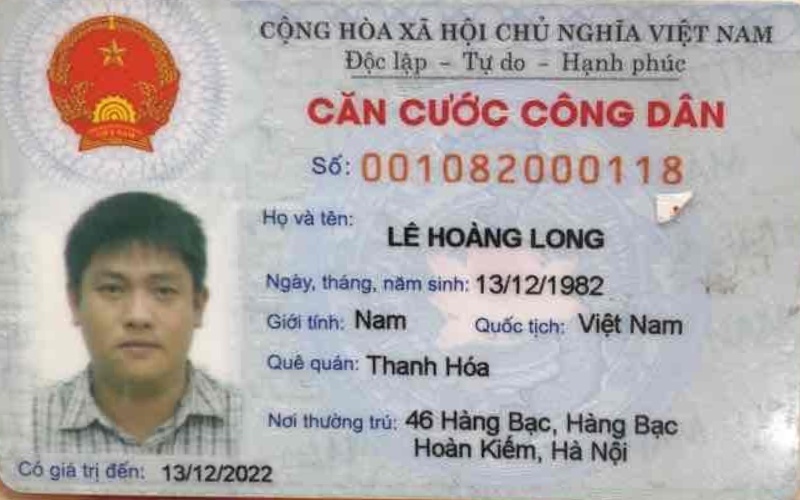 CỘNG HÒA XÃ HỘI CHỦ NGHĨA VIỆT NAM
Độc lập - Tự do - Hạnh phúc
CĂN CƯỚC CÔNG DÂN
Số: 001082000118
Họ và tên:
LÊ HOÀNG LONG
Ngày, tháng, năm sinh: 13/12/1982
Giới tính: Nam Quốc tịch: Việt Nam
Quê quán: Thanh Hóa
Nơi thường trú: 46 Hàng Bạc, Hàng Bạc
Hoàn Kiếm, Hà Nội
Có giá trị đến: 13/12/2022
VIỆT NAM